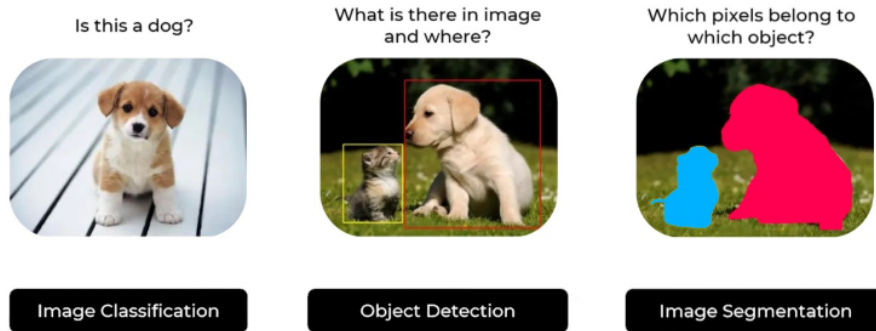 Is this a dog?
What is there in image
and where?
Which pixels belong to
which object?
Image Classification
Object Detection
Image Segmentation